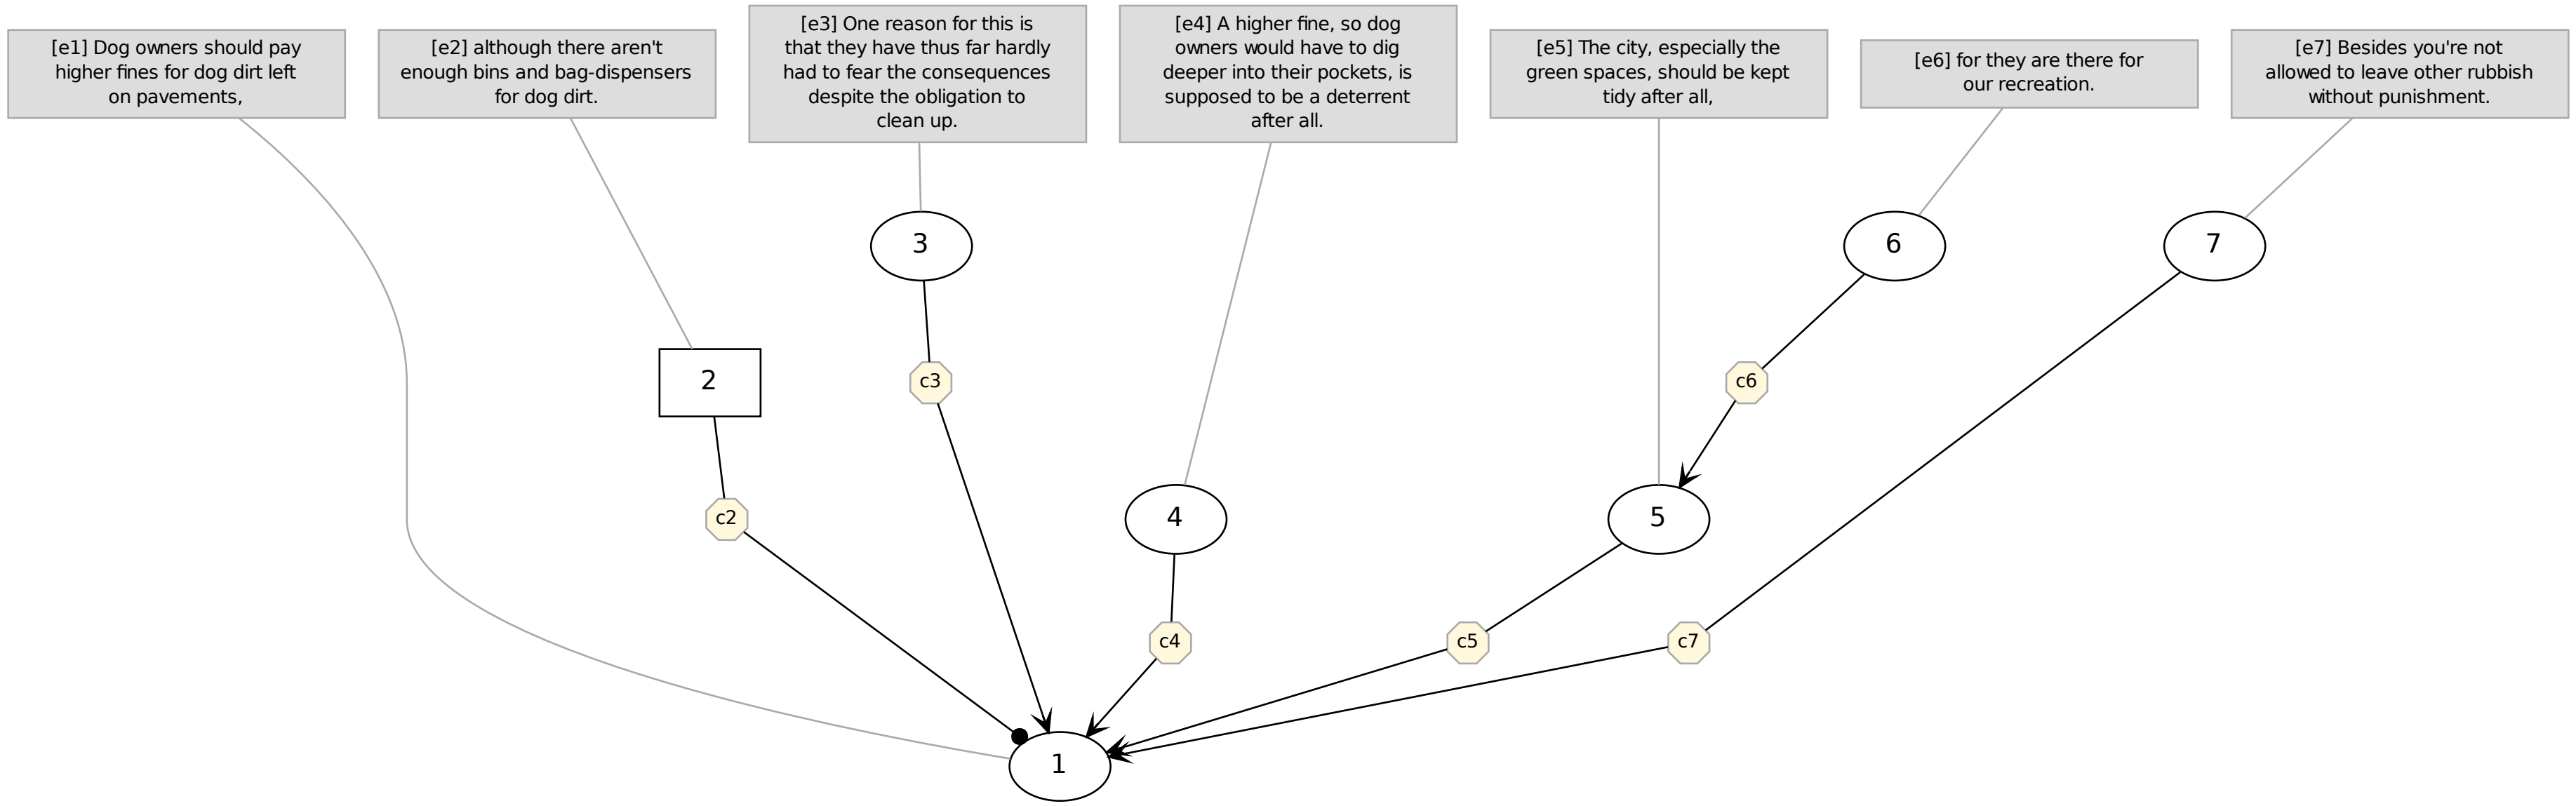 [e1] Dog owners should pay
higher fines for dog dirt left
on pavements,
[e2] although there aren't
enough bins and bag-dispensers
for dog dirt.
[e3] One reason for this is
that they have thus far hardly
had to fear the consequences
despite the obligation to
clean up.
[e4] A higher fine, so dog
owners would have to dig
deeper into their pockets, is
supposed to be a deterrent
after all.
[e5] The city, especially the
green spaces, should be kept
tidy after all,
[e6] for they are there for
our recreation.
[e7] Besides you're not
allowed to leave other rubbish
without punishment.
3
6
7
2
c3
c6
c2
4
5
c4
c5
c7
1